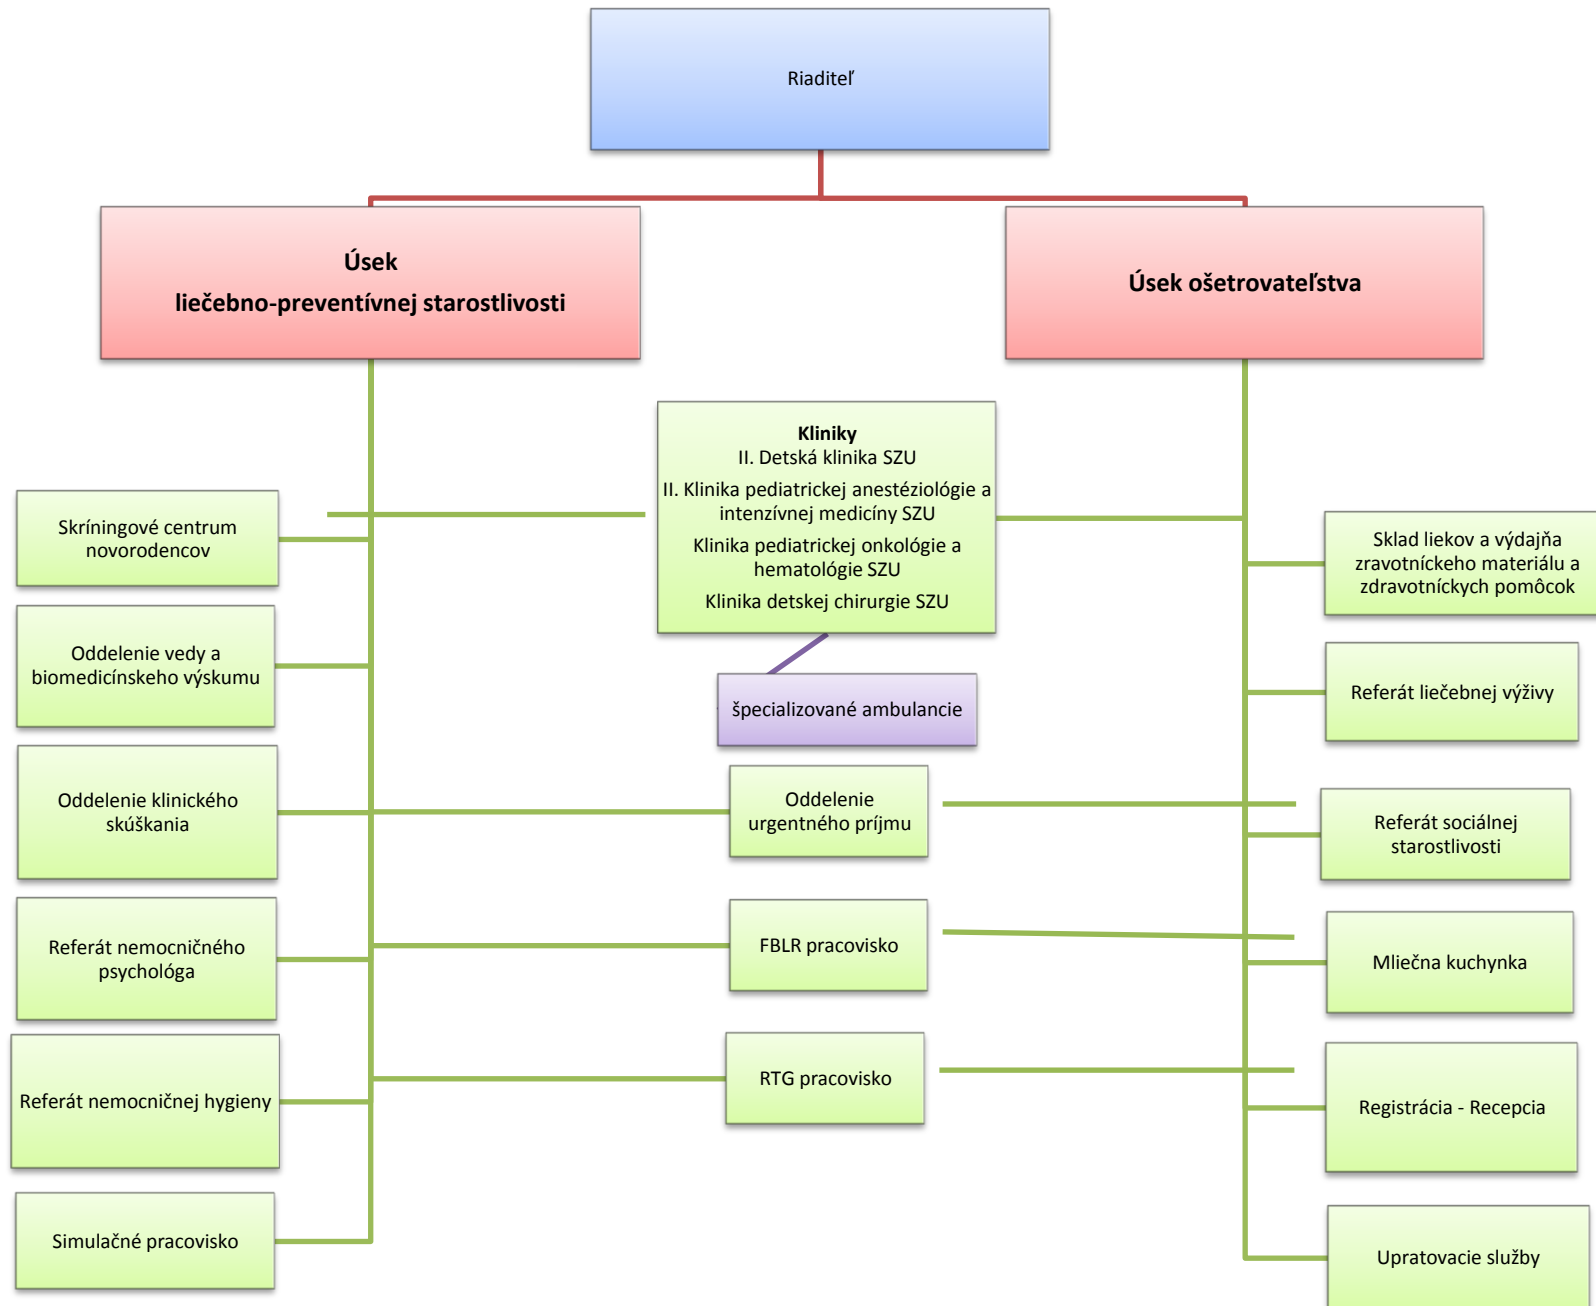 Riaditeľ
Úsek
liečebno-preventívnej starostlivosti
Úsek ošetrovateľstva
Kliniky
II. Detská klinika SZU
II. Klinika pediatrickej anestéziológie a
intenzívnej medicíny SZU
Klinika pediatrickej onkológie a
hematológie SZU
Klinika detskej chirurgie SZU
špecializované ambulancie
Skríningové centrum
novorodencov
Oddelenie vedy a
biomedicínskeho výskumu
Oddelenie klinického
skúškania
Referát nemocničného
psychológa
Referát nemocničnej hygieny
Simulačné pracovisko
Oddelenie
urgentného príjmu
FBLR pracovisko
RTG pracovisko
Sklad liekov a výdajňa
zravotníckeho materiálu a
zdravotníckych pomôcok
Referát liečebnej výživy
Referát sociálnej
starostlivosti
Mliečna kuchynka
Registrácia - Recepcia
Upratovacie služby